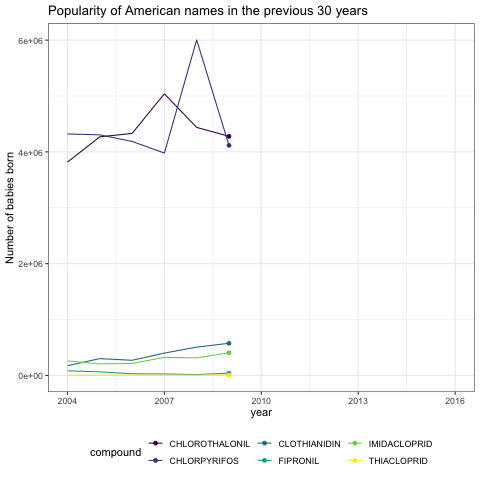 Popularity of American names in the previous 30 years
Number of babies born
6e+06
4e+06
2e+06
0e+00
2004 2007 2010 2013 2016
year
compound
CHLOROTHALONIL CLOTHIANIDIN IMIDACLOPRID
CHLORPYRIFOS FIPRONIL THIACLOPRID